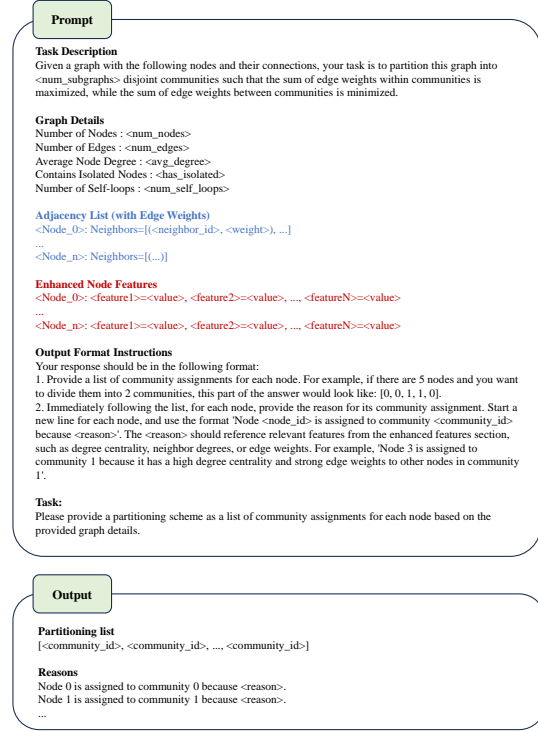 Prompt
Task Description
Given a graph with the following nodes and their connections, your task is to partition this graph into
<num_subgraphs> disjoint communities such that the sum of edge weights within communities is
maximized, while the sum of edge weights between communities is minimized.
Graph Details
Number of Nodes : <num_nodes>
Number of Edges : <num_edges>
Average Node Degree : <avg_degree>
Contains Isolated Nodes : <has_isolated>
Number of Self-loops : <num_self_loops>
Adjacency List (with Edge Weights)
<Node_0>: Neighbors=[(<neighbor_id>, <weight>), ...]
...
<Node_n>: Neighbors=[(...)]
Enhanced Node Features
<Node_0>: <feature1>=<value>, <feature2>=<value>, ..., <featureN>=<value>
...
<Node_n>: <feature1>=<value>, <feature2>=<value>, ..., <featureN>=<value>
Output Format Instructions
Your response should be in the following format:
1. Provide a list of community assignments for each node. For example, if there are 5 nodes and you want
to divide them into 2 communities, this part of the answer would look like: [0, 0, 1, 1, 0].
2. Immediately following the list, for each node, provide the reason for its community assignment. Start a
new line for each node, and use the format 'Node <node_id> is assigned to community <community_id>
because <reason>'. The <reason> should reference relevant features from the enhanced features section,
such as degree centrality, neighbor degrees, or edge weights. For example, 'Node 3 is assigned to
community 1 because it has a high degree centrality and strong edge weights to other nodes in community
1'.
Task:
Please provide a partitioning scheme as a list of community assignments for each node based on the
provided graph details.
Output
Partitioning list
[<community_id>, <community_id>, ..., <community_id>]
Reasons
Node 0 is assigned to community 0 because <reason>.
Node 1 is assigned to community 1 because <reason>.
...